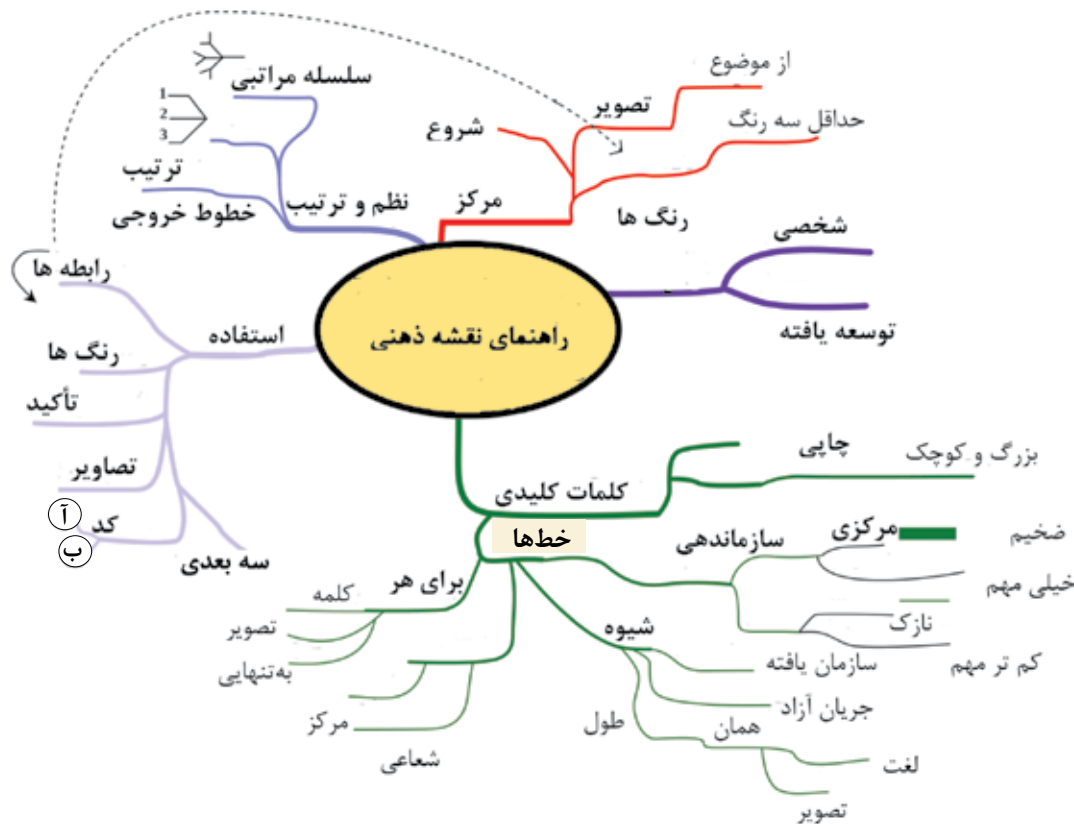 راهنمای نقشه ذهنی
مرکز
شروع
تصویر
از موضوع
رنگ ها
حداقل سه رنگ
شخصی
توسعه یافته
کلمات کلیدی
چاپی
بزرگ و کوچک
خط‌ها
سازماندهی
مرکزی
ضخیم
خیلی مهم
نازک
کم تر مهم
شیوه
سازمان یافته
جریان آزاد
طول
همان
لغت
تصویر
مرکز
شعاعی
برای هر
کلمه
تصویر
به‌تنهایی
استفاده
رابطه ها
رنگ ها
تأکید
تصاویر
کد
آ
ب
سه بعدی
نظم و ترتیب
سلسله مراتبی
1
2
3
ترتیب
خطوط خروجی